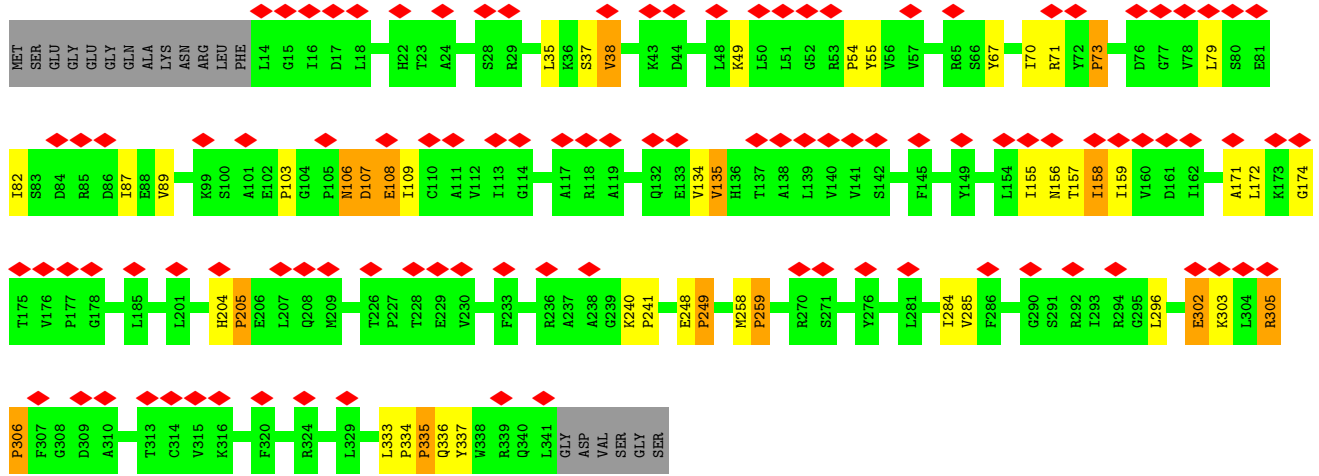 MET SER GLU GLY GLU GLY GLN ALA LYS ASN ARG LEU PHE L14 G15 I16 D17 L18 H22 T23 A24 S28 R29 L35 K36 S37 V38 K43 D44 L48 K49 L50 L51 G52 R53 P54 Y55 V56 V57 R65 S66 Y67 I70 R71 Y72 P73 D76 G77 V78 L79 S80 E81
I82 S83 D84 R85 D86 I87 E88 V89 K99 S100 A101 E102 P103 G104 P105 N106 D107 E108 I109 C110 A111 V112 I113 G114 A117 R118 A119 Q132 E133 V134 V135 H136 T137 A138 L139 V140 V141 S142 F145 Y149 L154 I155 N156 T157 I158 I159 V160 D161 I162 A171 L172 K173 G174
T175 V176 P177 G178 L185 L201 H204 P205 E206 L207 Q208 M209 T226 P227 T228 E229 V230 F233 R236 A237 A238 G239 K240 P241 E248 P249 M258 P259 R270 S271 Y276 L281 I284 V285 F286 G290 S291 R292 I293 R294 G295 L296 E302 K303 L304 R305
P306 F307 G308 D309 A310 T313 C314 V315 K316 F320 R324 L329 L333 P334 P335 Q336 Y337 W338 R339 Q340 L341 GLY ASP VAL SER GLY SER